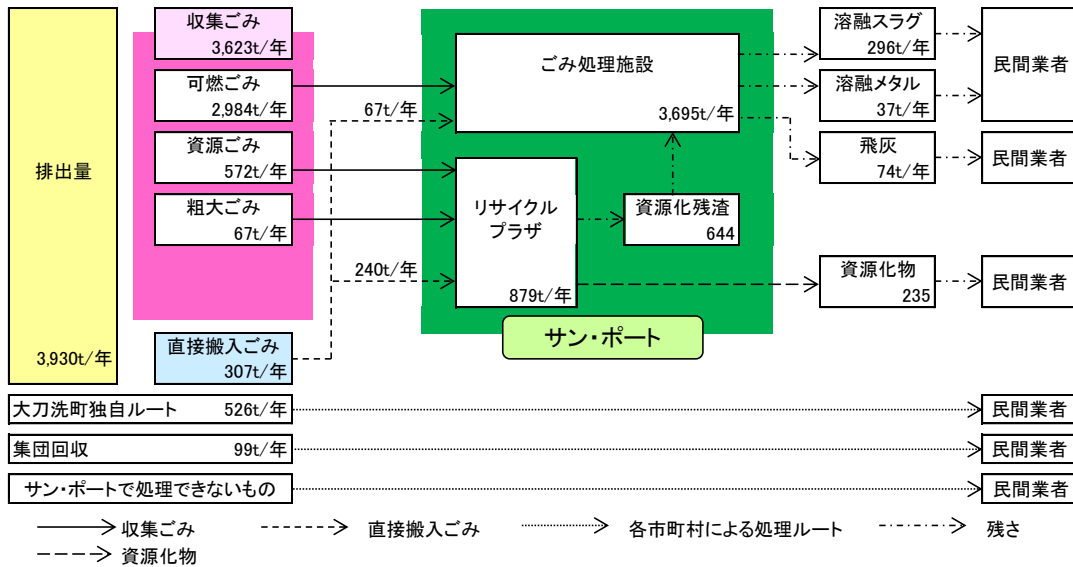 排出量
3,930t/年
収集ごみ
3,623t/年
可燃ごみ
2,984t/年
資源ごみ
572t/年
粗大ごみ
67t/年
直接搬入ごみ
307t/年
67t/年
240t/年
ごみ処理施設
3,695t/年
リサイクル
プラザ
879t/年
資源化残渣
644
サン・ポート
溶融スラグ
296t/年
溶融メタル
37t/年
飛灰
74t/年
資源化物
235
民間業者
民間業者
民間業者
大刀洗町独自ルート 526t/年
民間業者
集団回収 99t/年
民間業者
サン・ポートで処理できないもの
民間業者
収集ごみ
直接搬入ごみ
各市町村による処理ルート
残さ
資源化物